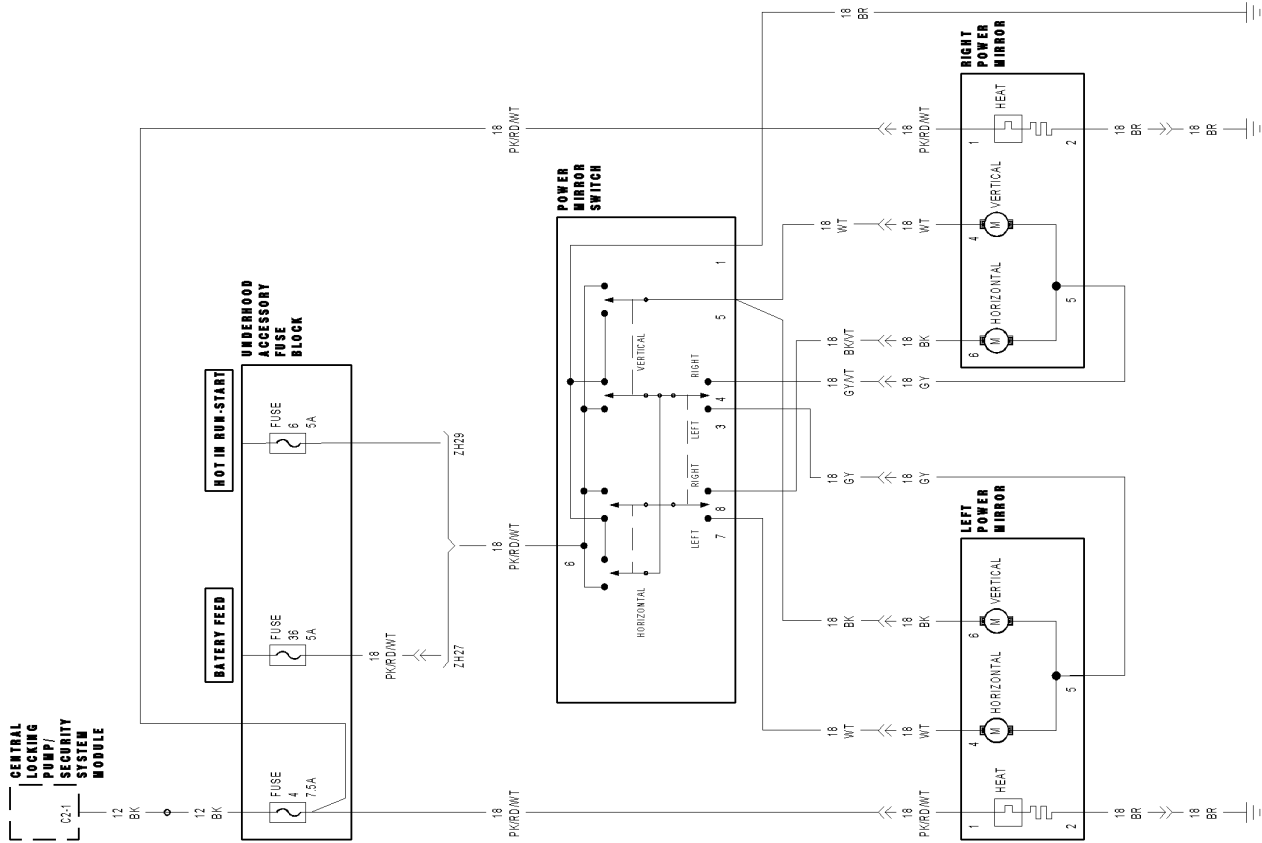 CENTRAL
LOCKING
PUMP/
SECURITY
SYSTEM
MODULE
C2-1
12
BK
12
BK
BATERY FEED
HOT IN RUN-START
UNDERHOOD
ACCESSORY
FUSE
BLOCK
FUSE
4
7.5A
FUSE
36
5A
FUSE
6
5A
18
PK/RD/WT
ZH27
ZH29
18
PK/RD/WT
18
PK/RD/WT
18
PK/RD/WT
POWER
MIRROR
SWITCH
6
HORIZONTAL
VERTICAL
LEFT
RIGHT
LEFT
RIGHT
7
8
3
4
5
1
18
BR
18
WT
18
BK
18
GY
18
GY/VT
18
BK/VT
18
WT
18
PK/RD/WT
18
WT
18
BK
18
GY
18
GY
18
BK
18
WT
18
PK/RD/WT
LEFT
POWER
MIRROR
1
HEAT
2
4
M
HORIZONTAL
6
M
VERTICAL
5
RIGHT
POWER
MIRROR
6
M
HORIZONTAL
4
M
VERTICAL
5
1
HEAT
2
18
BR
18
BR
18
BR
18
BR